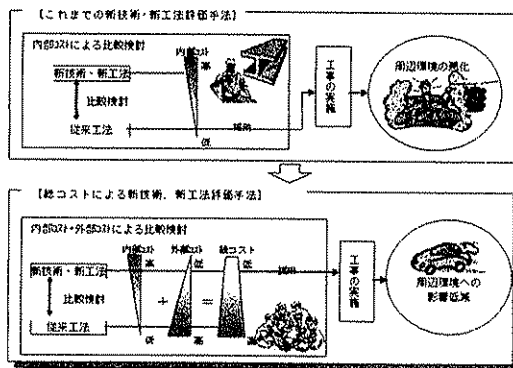 【これまでの新技術・新工法評価手法】
内部コストによる比較検討
内部コスト
高
新技術・新工法
比較検討
従来工法
低
採用
工事の実施
周辺環境の悪化
【総コストによる新技術、新工法評価手法】
内部コスト・外部コストによる比較検討
内部コスト 外部コスト 総コスト
高 低 低
新技術・新工法
比較検討
+ =
従来工法
低 高 高
採用
工事の実施
周辺環境への
影響低減